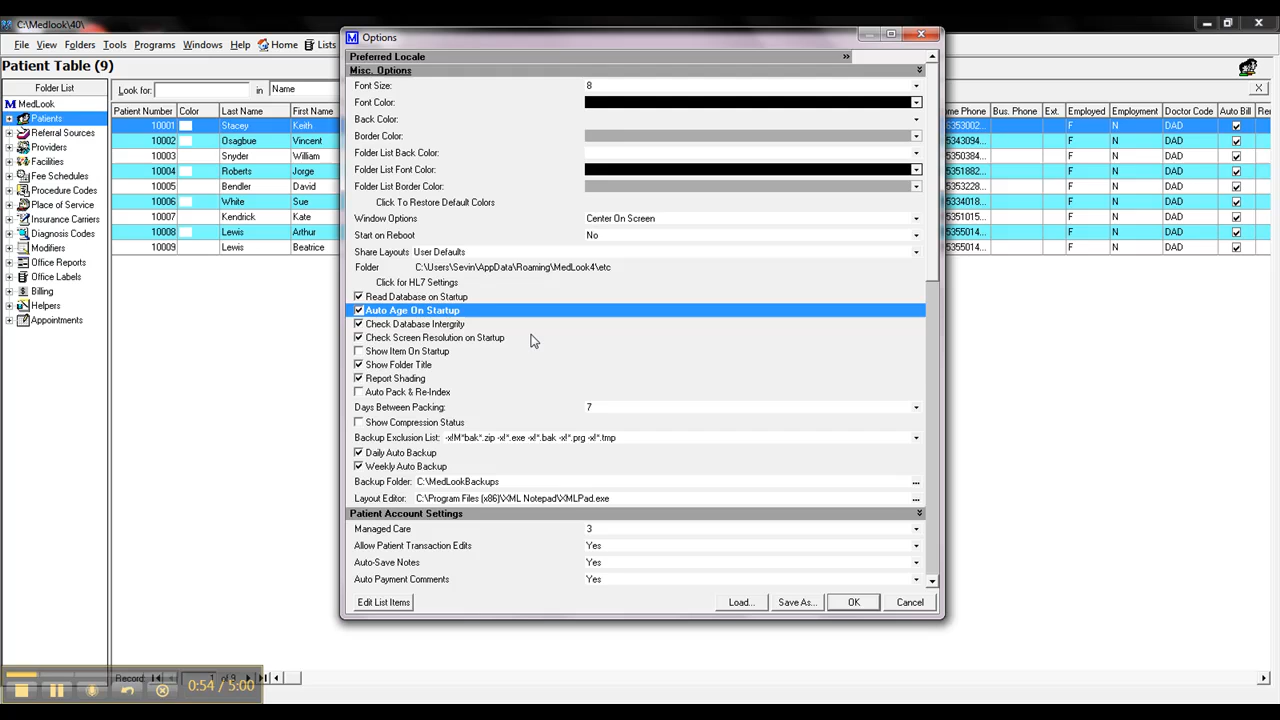 C:\Medlook\40\
File View Folders Tools Programs Windows Help Home Lists
Patient Table (9)
Folder List
MedLook
Patients
Referral Sources
Providers
Facilities
Fee Schedules
Procedure Codes
Place of Service
Insurance Carriers
Diagnosis Codes
Modifiers
Office Reports
Office Labels
Billing
Helpers
Appointments
Look for: in Name
Patient Number Color Last Name First Name
10001 Stacey Keith
10002 Osagbue Vincent
10003 Snyder William
10004 Roberts Jorge
10005 Bendler David
10006 White Sue
10007 Kendrick Kate
10008 Lewis Arthur
10009 Lewis Beatrice
Options
Preferred Locale
Misc. Options
Font Size: 8
Font Color:
Back Color:
Border Color:
Folder List Back Color:
Folder List Font Color:
Folder List Border Color:
Click To Restore Default Colors
Window Options Center On Screen
Start on Reboot No
Share Layouts User Defaults
Folder C:\Users\Sevin\AppData\Roaming\MedLook4\etc
Click for HL7 Settings
Read Database on Startup
Auto Age On Startup
Check Database Intergrity
Check Screen Resolution on Startup
Show Item On Startup
Show Folder Title
Report Shading
Auto Pack & Re-Index
Days Between Packing: 7
Show Compression Status
Backup Exclusion List: -x!M*bak*.zip -x!*.exe -x!*.bak -x!*.prg -x!*.tmp
Daily Auto Backup
Weekly Auto Backup
Backup Folder: C:\MedLookBackups ...
Layout Editor: C:\Program Files (x86)\XML Notepad\XMLPad.exe ...
Patient Account Settings
Managed Care 3
Allow Patient Transaction Edits Yes
Auto-Save Notes Yes
Auto Payment Comments Yes
Edit List Items Load... Save As... OK Cancel
Phone Bus. Phone Ext. Employed Employment Doctor Code Auto Bill
6353002... F N DAD
5343094... F N DAD
5350384... F N DAD
5351882... F N DAD
5353228... F N DAD
5334018... F N DAD
5351015... F N DAD
5355014... F N DAD
5355014... F N DAD
Record 1 of 9
0:54 / 5:00